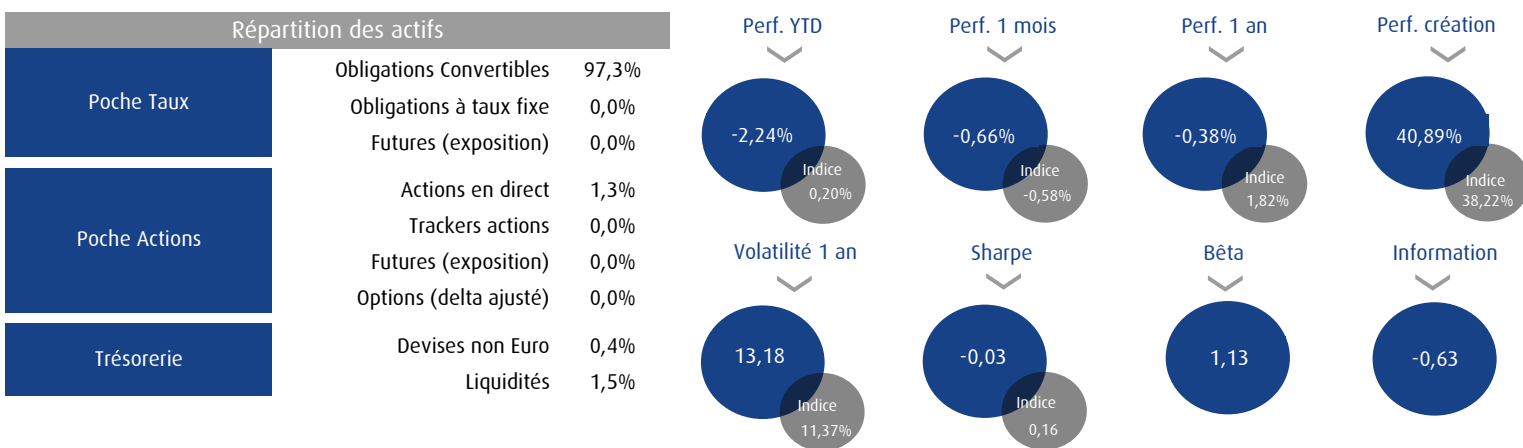 Répartition des actifs
Poche Taux
Obligations Convertibles 97,3%
Obligations à taux fixe 0,0%
Futures (exposition) 0,0%
Poche Actions
Actions en direct 1,3%
Trackers actions 0,0%
Futures (exposition) 0,0%
Options (delta ajusté) 0,0%
Trésorerie
Devises non Euro 0,4%
Liquidités 1,5%
Perf. YTD
-2,24%
Indice
0,20%
Perf. 1 mois
-0,66%
Indice
-0,58%
Perf. 1 an
-0,38%
Indice
1,82%
Perf. création
40,89%
Indice
38,22%
Volatilité 1 an
13,18
Indice
11,37%
Sharpe
-0,03
Indice
0,16
Bêta
1,13
Information
-0,63